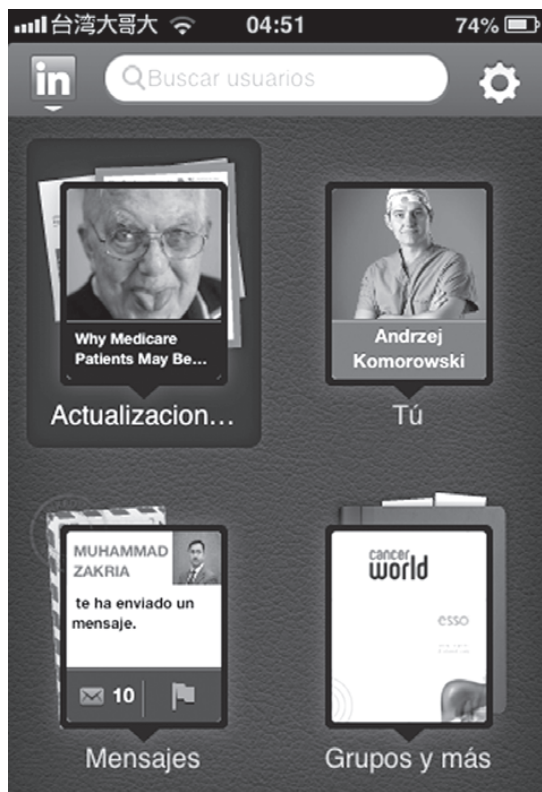 台湾大哥大 04:51 74%
in Buscar usuarios
Why Medicare
Patients May Be...
Actualizacion...
Andrzej
Komorowski
Tú
MUHAMMAD
ZAKRIA
te ha enviado un
mensaje.
10
Mensajes
cancer
world
esso
Grupos y más